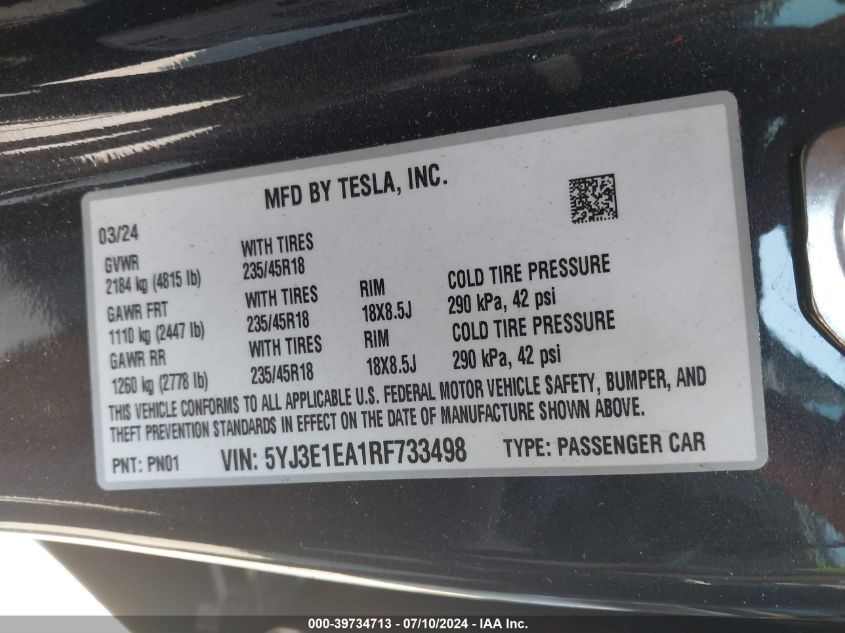 MFD BY TESLA, INC.
03/24
GVWR WITH TIRES
2184 kg (4815 lb) 235/45R18
GAWR FRT WITH TIRES RIM COLD TIRE PRESSURE
1110 kg (2447 lb) 235/45R18 18X8.5J 290 kPa, 42 psi
GAWR RR WITH TIRES RIM COLD TIRE PRESSURE
1260 kg (2778 lb) 235/45R18 18X8.5J 290 kPa, 42 psi
THIS VEHICLE CONFORMS TO ALL APPLICABLE U.S. FEDERAL MOTOR VEHICLE SAFETY, BUMPER, AND
THEFT PREVENTION STANDARDS IN EFFECT ON THE DATE OF MANUFACTURE SHOWN ABOVE.
PNT: PN01 VIN: 5YJ3E1EA1RF733498 TYPE: PASSENGER CAR
000-39734713 - 07/10/2024 - IAA Inc.